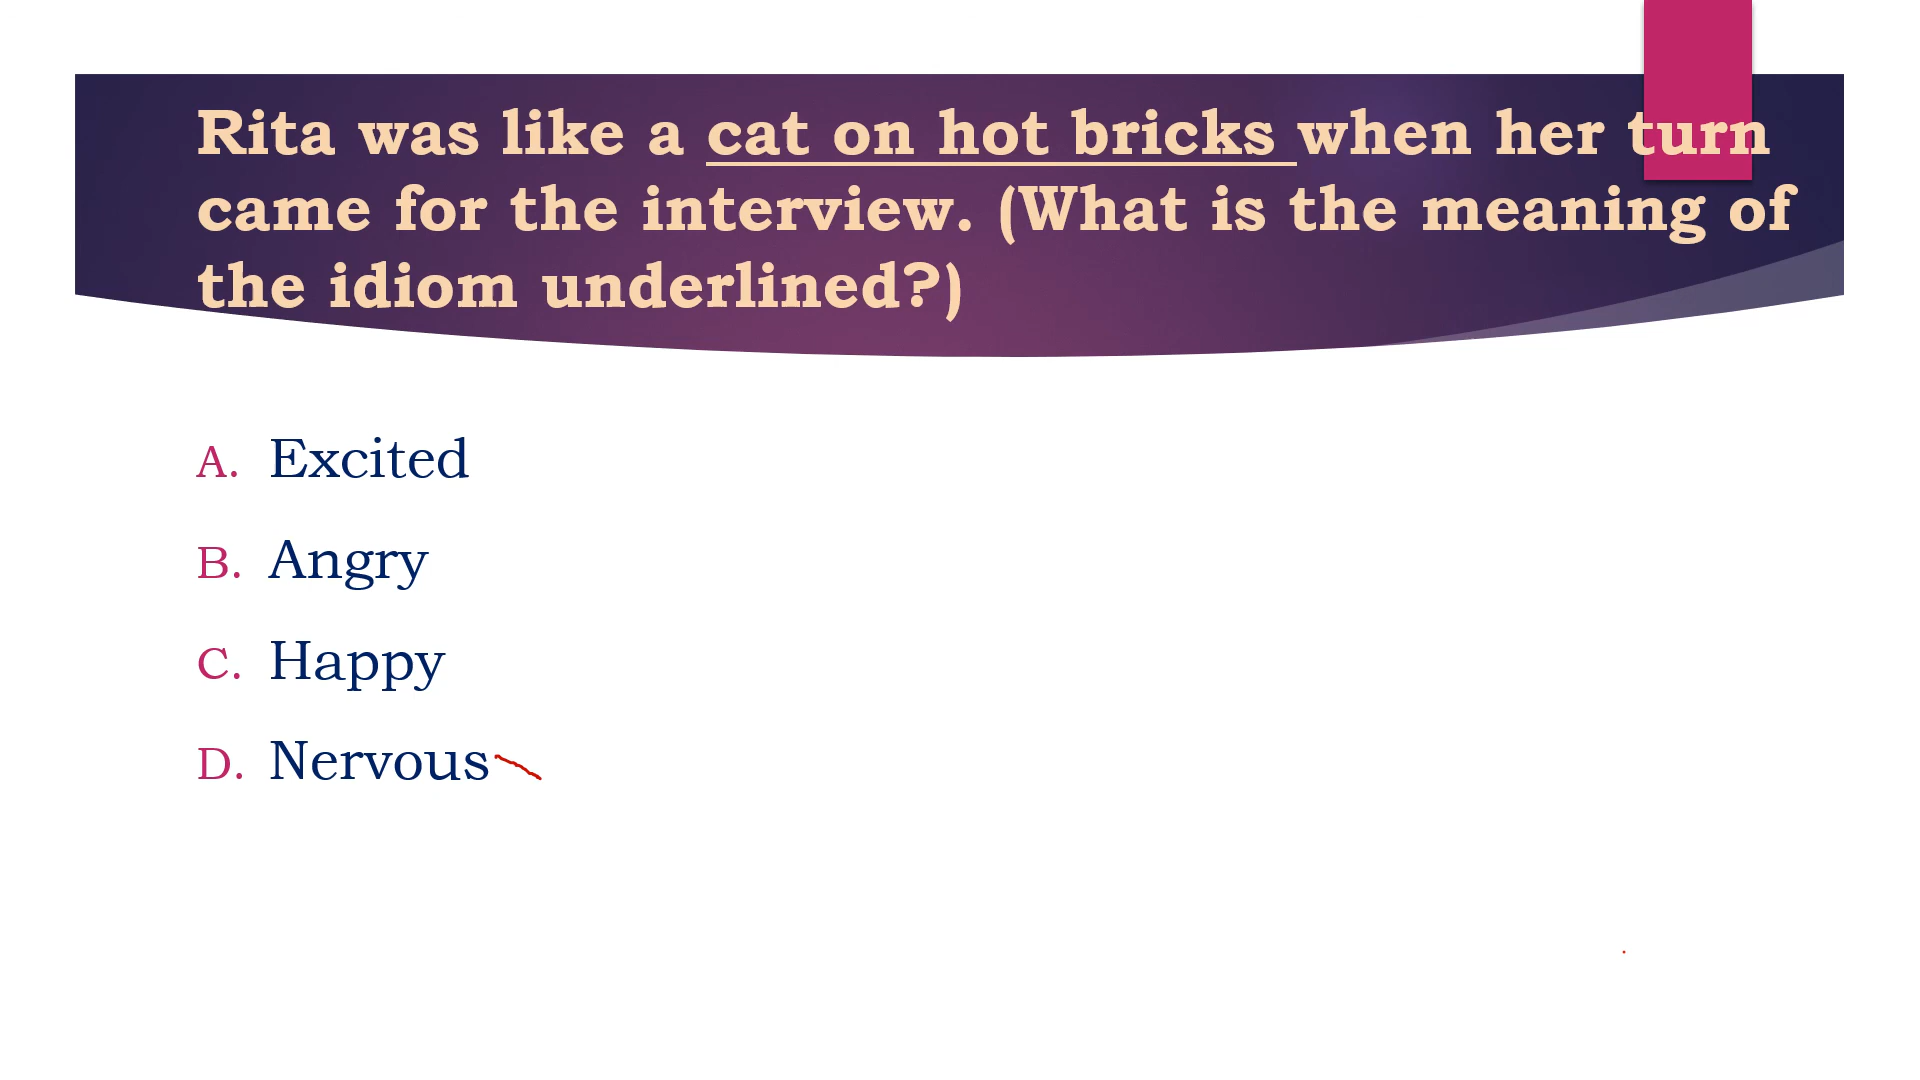 Rita was like a cat on hot bricks when her turn
came for the interview. (What is the meaning of
the idiom underlined?)
A. Excited
B. Angry
C. Happy
D. Nervous